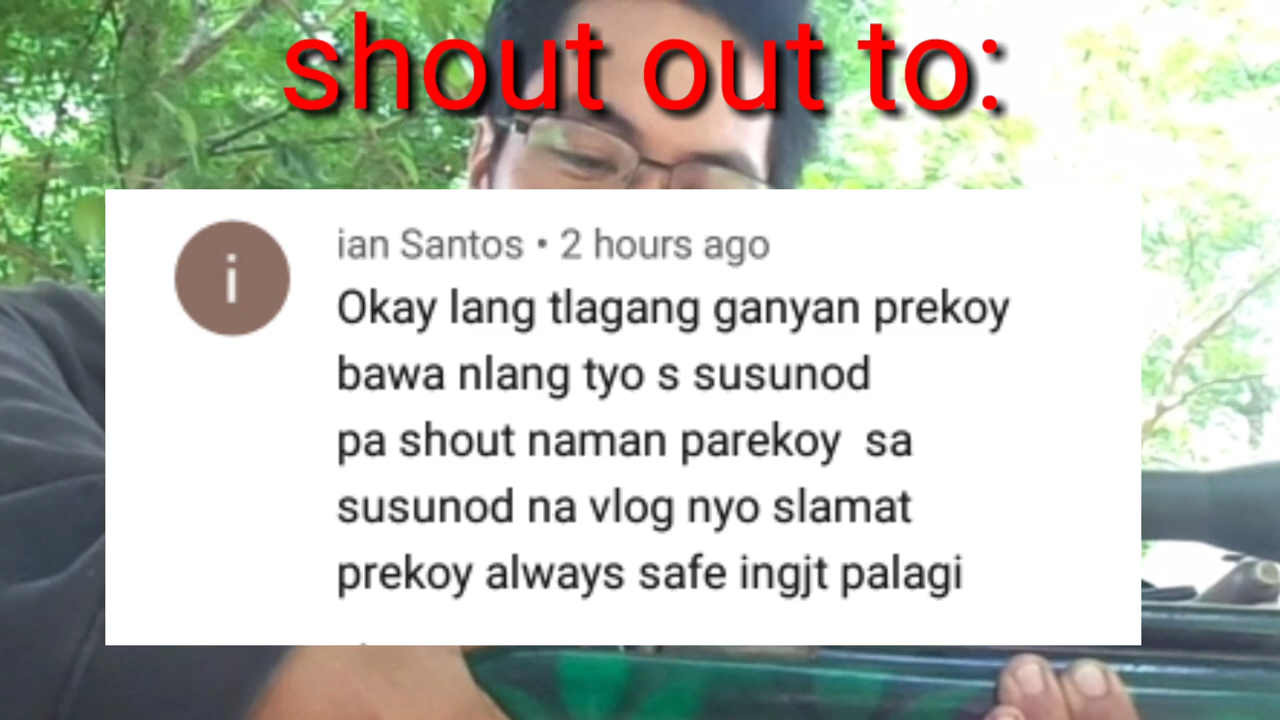 shout out to:
i
ian Santos • 2 hours ago
Okay lang tlagang ganyan prekoy
bawa nlang tyo s susunod
pa shout naman parekoy sa
susunod na vlog nyo slamat
prekoy always safe ingjt palagi